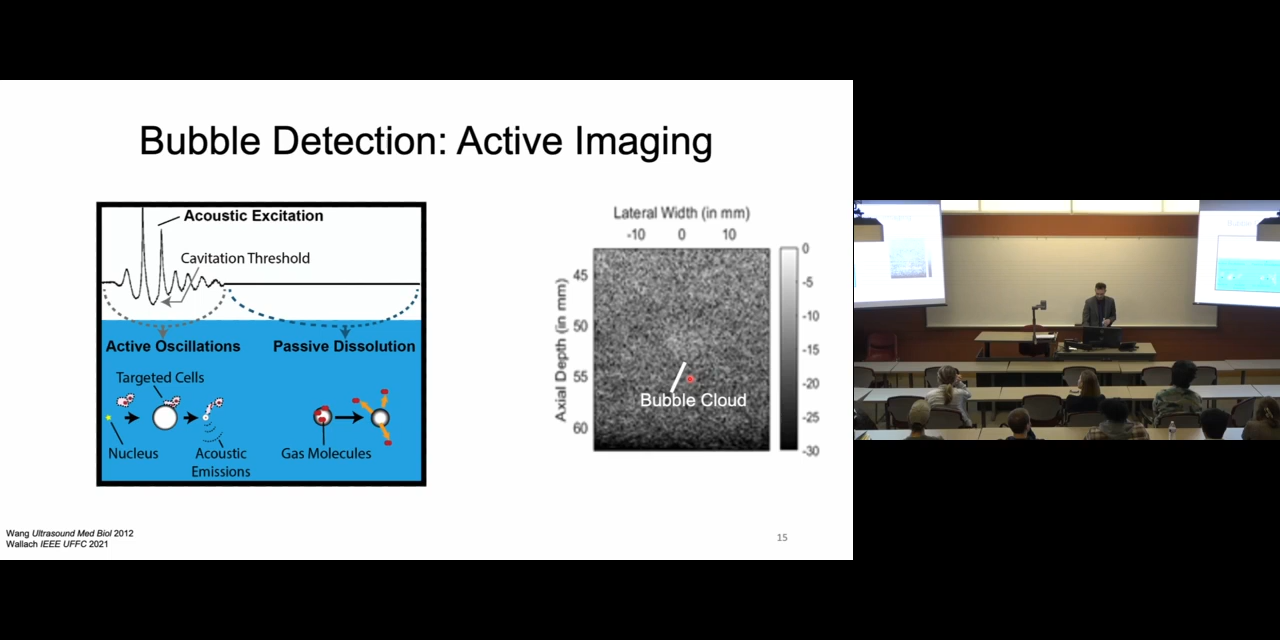 Bubble Detection: Active Imaging
Acoustic Excitation
Cavitation Threshold
Active Oscillations
Passive Dissolution
Targeted Cells
Nucleus
Acoustic
Emissions
Gas Molecules
Lateral Width (in mm)
-10 0 10
Axial Depth (in mm)
45
50
55
60
Bubble Cloud
0
-5
-10
-15
-20
-25
-30
Wang Ultrasound Med Biol 2012
Wallach IEEE UFFC 2021
15